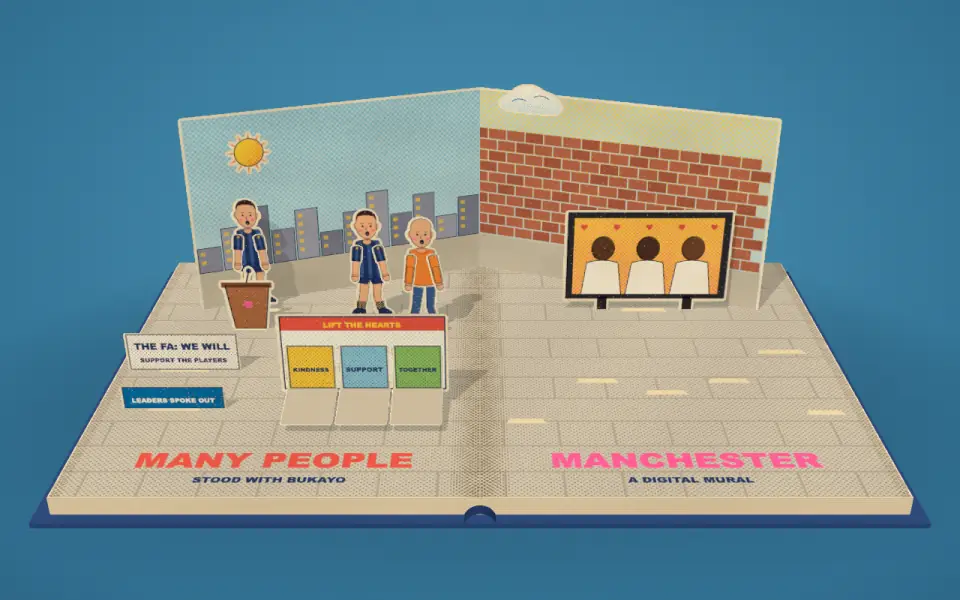 THE FA: WE WILL
SUPPORT THE PLAYERS
LEADERS SPOKE OUT
LIFT THE HEARTS
KINDNESS
SUPPORT
TOGETHER
MANY PEOPLE
STOOD WITH BUKAYO
MANCHESTER
A DIGITAL MURAL